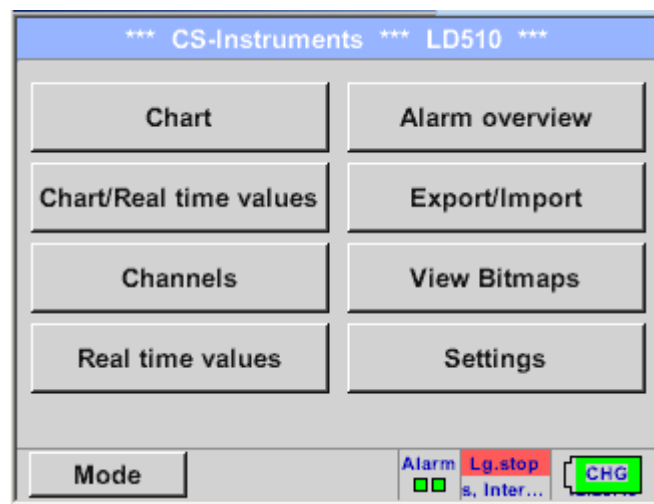 *** CS-Instruments *** LD510 ***
Chart
Alarm overview
Chart/Real time values
Export/Import
Channels
View Bitmaps
Real time values
Settings
Mode
Alarm
Lg.stop
s, Inter...
CHG